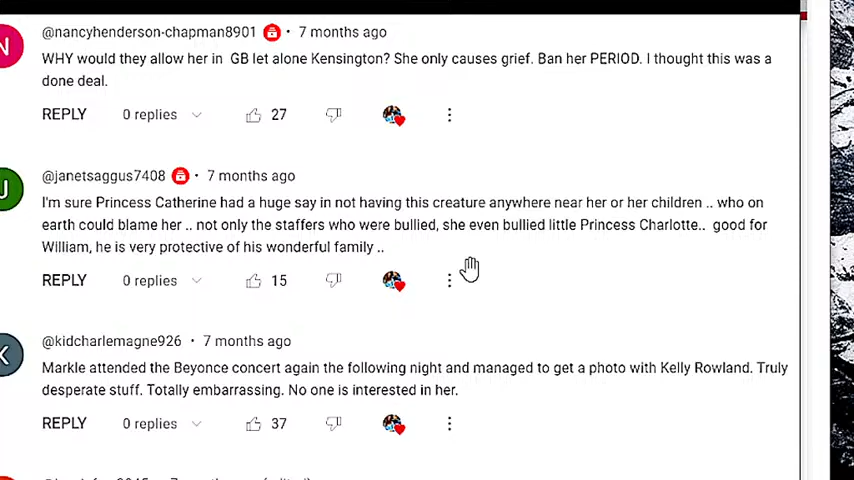 N
@nancyhenderson-chapman8901 • 7 months ago
WHY would they allow her in GB let alone Kensington? She only causes grief. Ban her PERIOD. I thought this was a
done deal.
REPLY 0 replies 27
J
@janetsaggus7408 • 7 months ago
I'm sure Princess Catherine had a huge say in not having this creature anywhere near her or her children .. who on
earth could blame her .. not only the staffers who were bullied, she even bullied little Princess Charlotte.. good for
William, he is very protective of his wonderful family ..
REPLY 0 replies 15
K
@kidcharlemagne926 • 7 months ago
Markle attended the Beyonce concert again the following night and managed to get a photo with Kelly Rowland. Truly
desperate stuff. Totally embarrassing. No one is interested in her.
REPLY 0 replies 37